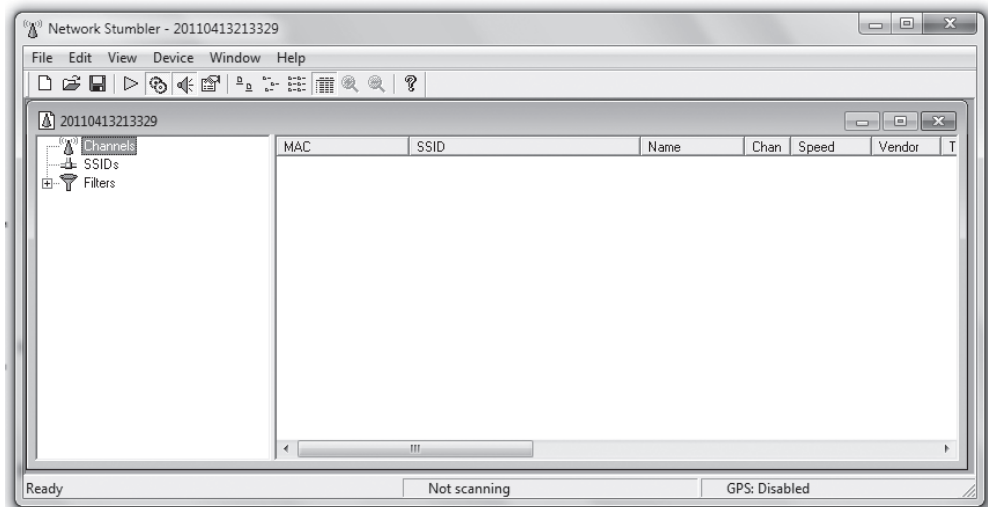 Network Stumbler - 20110413213329
File Edit View Device Window Help
20110413213329
Channels
SSIDs
Filters
MAC SSID Name Chan Speed Vendor T
Ready Not scanning GPS: Disabled